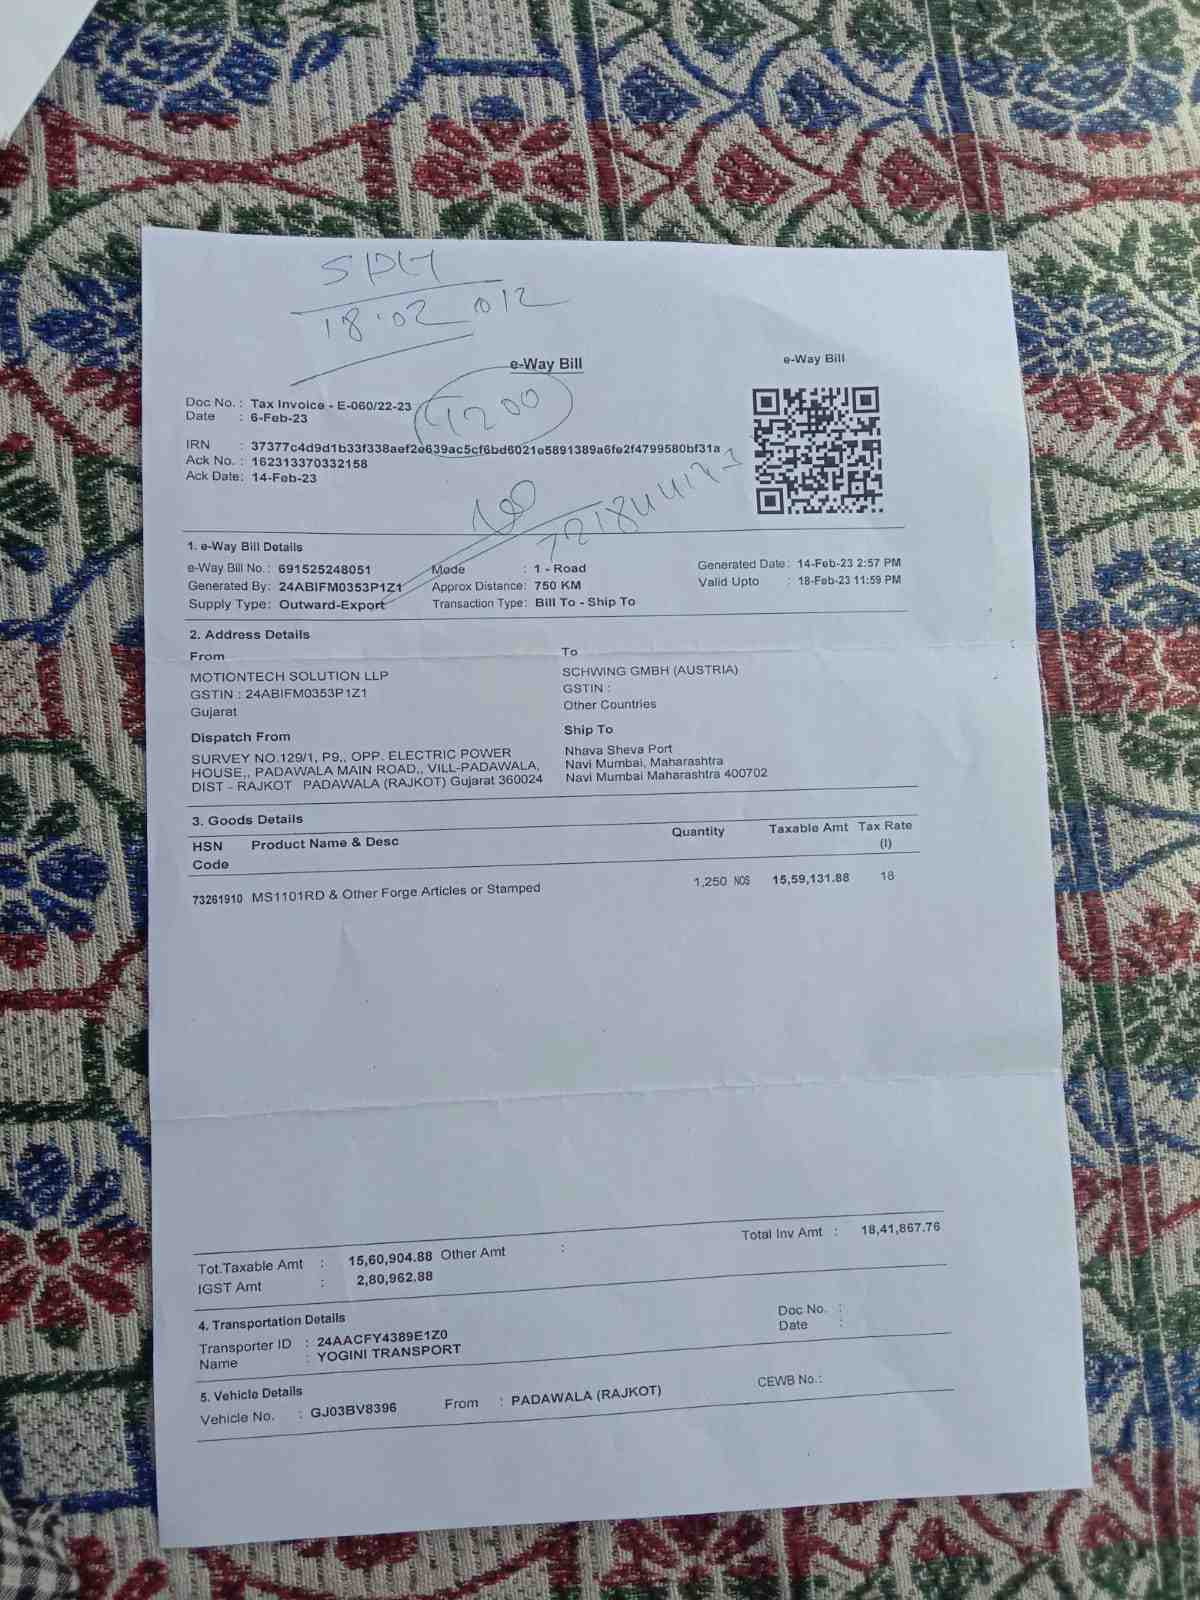 SPH
18.02 012
e-Way Bill
e-Way Bill
1200
Doc No. : Tax Invoice - E-060/22-23
Date : 6-Feb-23
IRN : 37377c4d9d1b33f338aef2e639ac5cf6bd6021e5891389a6fe2f4799580bf31a
Ack No. : 162313370332158
Ack Date : 14-Feb-23
1. e-Way Bill Details
e-Way Bill No. : 691525248051 Mode : 1 - Road Generated Date : 14-Feb-23 2:57 PM
Generated By : 24ABIFM0353P1Z1 Approx Distance : 750 KM Valid Upto : 18-Feb-23 11:59 PM
Supply Type : Outward-Export Transaction Type : Bill To - Ship To
2. Address Details
From To
MOTIONTECH SOLUTION LLP SCHWING GMBH (AUSTRIA)
GSTIN : 24ABIFM0353P1Z1 GSTIN :
Gujarat Other Countries
Dispatch From Ship To
SURVEY NO.129/1, P9,, OPP. ELECTRIC POWER Nhava Sheva Port
HOUSE,, PADAWALA MAIN ROAD,, VILL-PADAWALA, Navi Mumbai, Maharashtra
DIST - RAJKOT PADAWALA (RAJKOT) Gujarat 360024 Navi Mumbai Maharashtra 400702
3. Goods Details
HSN Code Product Name & Desc Quantity Taxable Amt Tax Rate (I)
73261910 MS1101RD & Other Forge Articles or Stamped 1,250 NOS 15,59,131.88 18
Tot.Taxable Amt : 15,60,904.88 Other Amt : Total Inv Amt : 18,41,867.76
IGST Amt : 2,80,962.88
4. Transportation Details
Transporter ID : 24AACFY4389E1Z0 Doc No. :
Name : YOGINI TRANSPORT Date :
5. Vehicle Details
Vehicle No. : GJ03BV8396 From : PADAWALA (RAJKOT) CEWB No. :